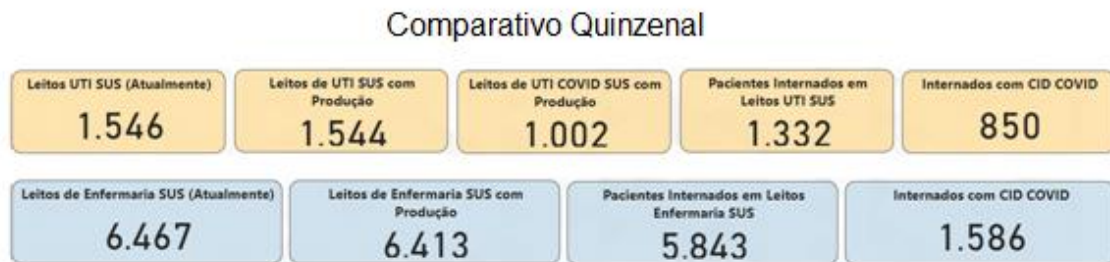 Comparativo Quinzenal
Leitos UTI SUS (Atualmente)
1.546
Leitos de UTI SUS com
Produção
1.544
Leitos de UTI COVID SUS com
Produção
1.002
Pacientes Internados em
Leitos UTI SUS
1.332
Internados com CID COVID
850
Leitos de Enfermaria SUS (Atualmente)
6.467
Leitos de Enfermaria SUS com
Produção
6.413
Pacientes Internados em Leitos
Enfermaria SUS
5.843
Internados com CID COVID
1.586